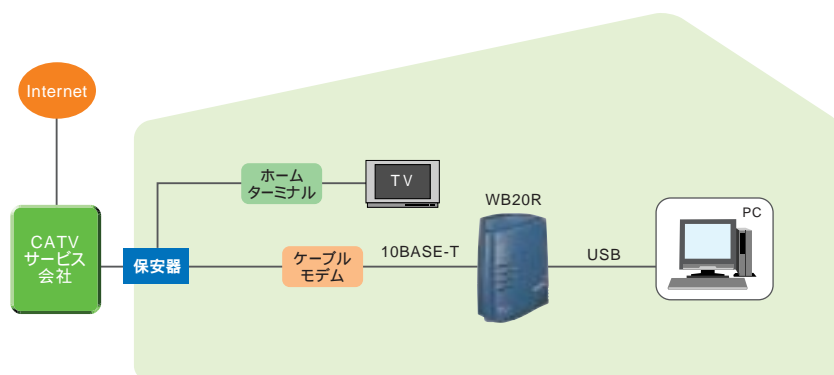 Internet
CATV
サービス
会社
保安器
ホーム
ターミナル
TV
ケーブル
モデム
10BASE-T
WB20R
USB
PC